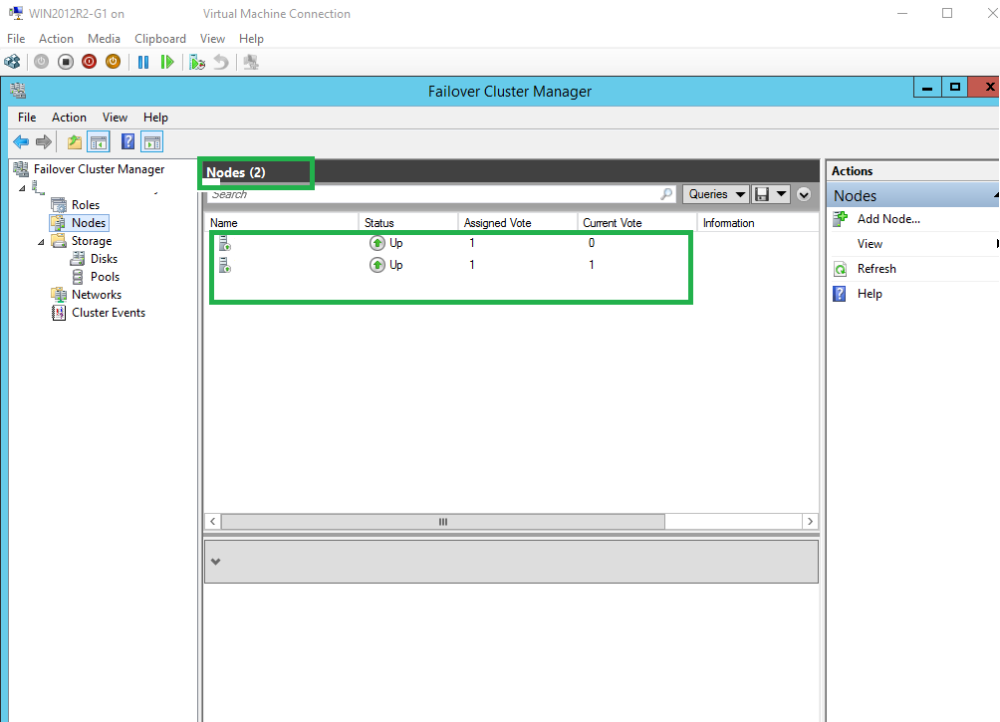 WIN2012R2-G1 on Virtual Machine Connection
File Action Media Clipboard View Help
Failover Cluster Manager
File Action View Help
Failover Cluster Manager
Roles
Nodes
Storage
Disks
Pools
Networks
Cluster Events
Nodes (2)
Search Queries
Name Status Assigned Vote Current Vote Information
Up 1 0
Up 1 1
Actions
Nodes
Add Node...
View
Refresh
Help